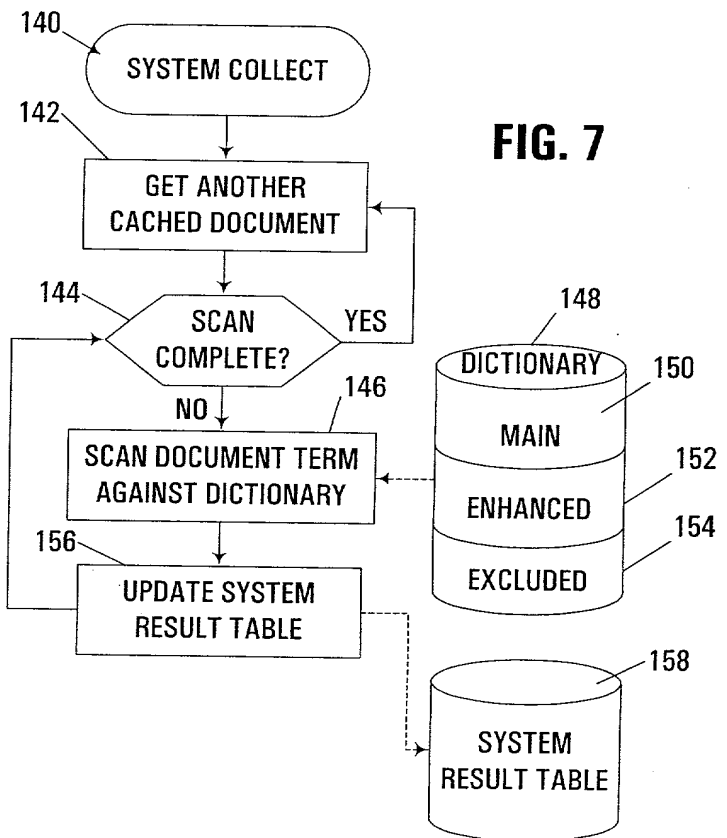 140
SYSTEM COLLECT
142
FIG. 7
GET ANOTHER
CACHED DOCUMENT
144
SCAN
COMPLETE?
YES
148
DICTIONARY
150
NO
146
MAIN
SCAN DOCUMENT TERM
AGAINST DICTIONARY
152
ENHANCED
154
156
EXCLUDED
UPDATE SYSTEM
RESULT TABLE
158
SYSTEM
RESULT TABLE